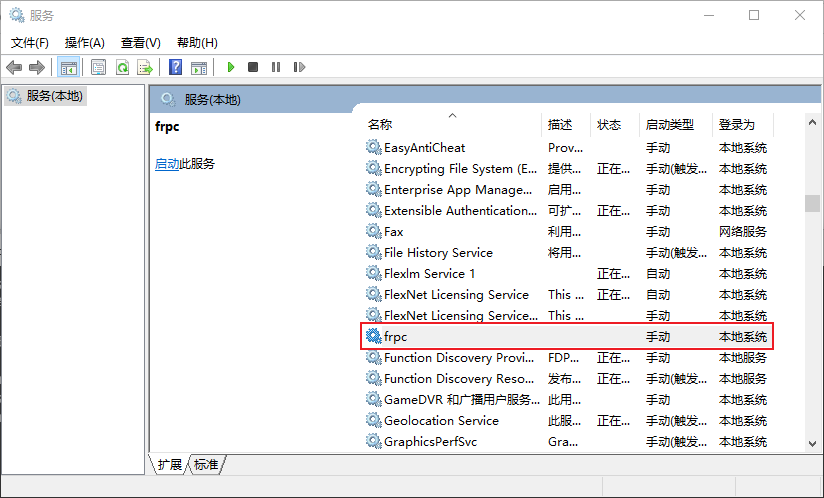 服务
文件(F) 操作(A) 查看(V) 帮助(H)
服务(本地)
服务(本地)
frpc
启动此服务
名称 描述 状态 启动类型 登录为
EasyAntiCheat Prov... 手动 本地系统
Encrypting File System (E... 提供... 正在... 手动(触发... 本地系统
Enterprise App Manage... 启用... 手动 本地系统
Extensible Authentication... 可扩... 正在... 手动 本地系统
Fax 利用... 手动 网络服务
File History Service 将用... 手动(触发... 本地系统
Flexlm Service 1 正在... 自动 本地系统
FlexNet Licensing Service This ... 正在... 自动 本地系统
FlexNet Licensing Service... This ... 手动 本地系统
frpc 手动 本地系统
Function Discovery Provi... FDP... 正在... 手动 本地服务
Function Discovery Reso... 发布... 正在... 手动(触发... 本地服务
GameDVR 和广播用户服务... 此用... 手动 本地系统
Geolocation Service 此服... 正在... 手动(触发... 本地系统
GraphicsPerfSvc Gra... 手动(触发... 本地系统
扩展 标准